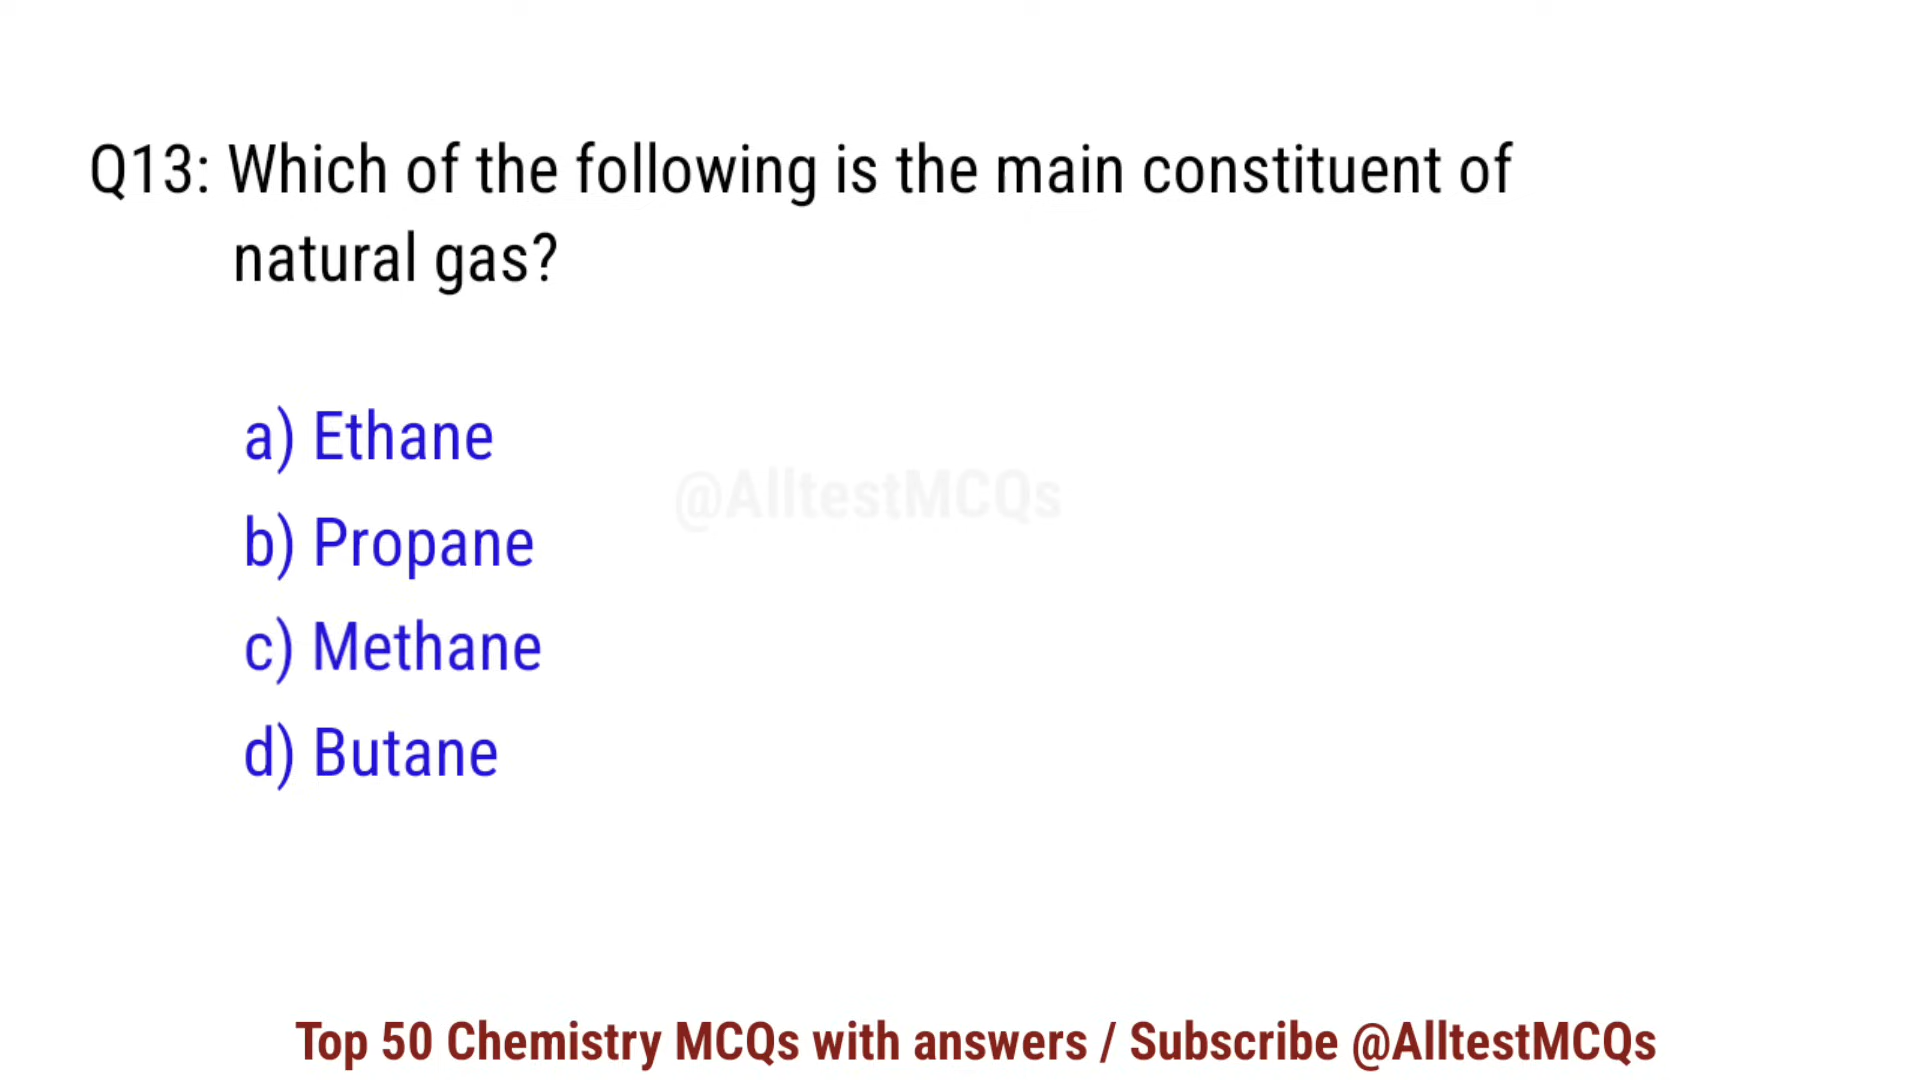 Q13: Which of the following is the main constituent of
natural gas?
a) Ethane
@AlltestMCQs
b) Propane
c) Methane
d) Butane
Top 50 Chemistry MCQs with answers / Subscribe @AlltestMCQs